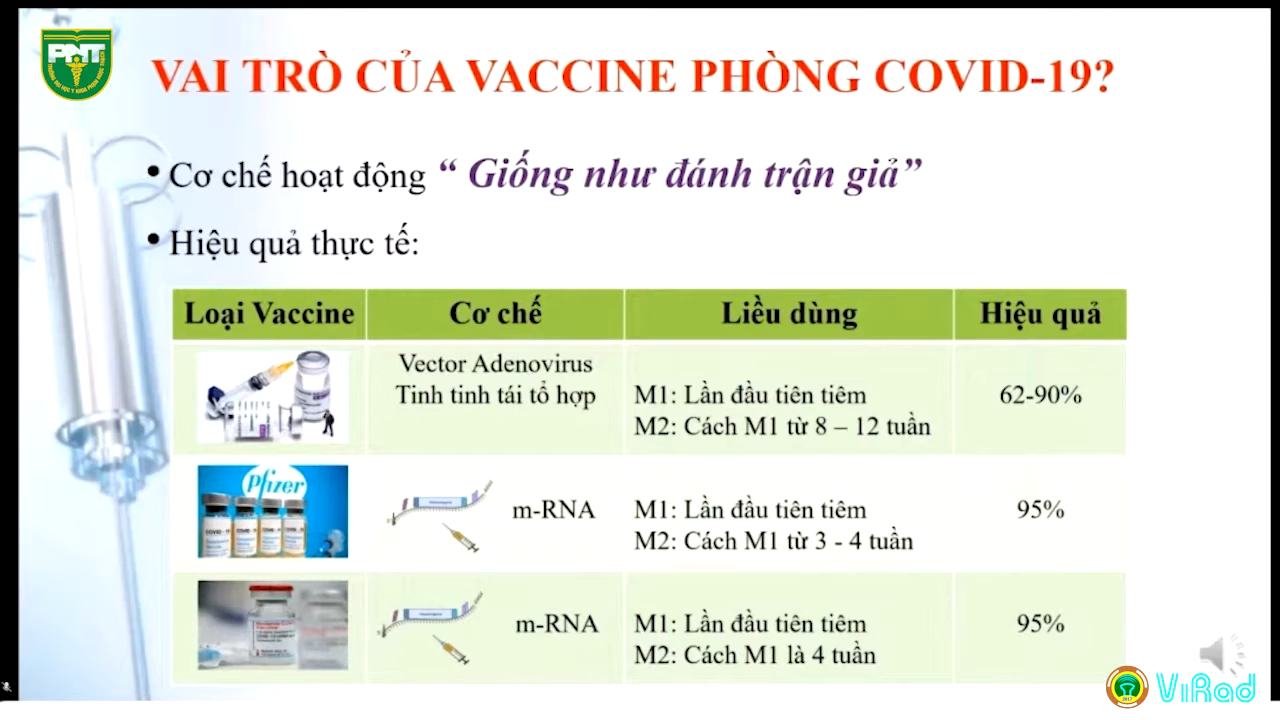 PNT
VAI TRÒ CỦA VACCINE PHÒNG COVID-19?
• Cơ chế hoạt động “ Giống như đánh trận giả”
• Hiệu quả thực tế:
Loại Vaccine Cơ chế Liều dùng Hiệu quả
Vector Adenovirus
Tinh tinh tái tổ hợp
M1: Lần đầu tiên tiêm
M2: Cách M1 từ 8 – 12 tuần
62-90%
pfizer
m-RNA
M1: Lần đầu tiên tiêm
M2: Cách M1 từ 3 - 4 tuần
95%
m-RNA
M1: Lần đầu tiên tiêm
M2: Cách M1 là 4 tuần
95%
ViRad